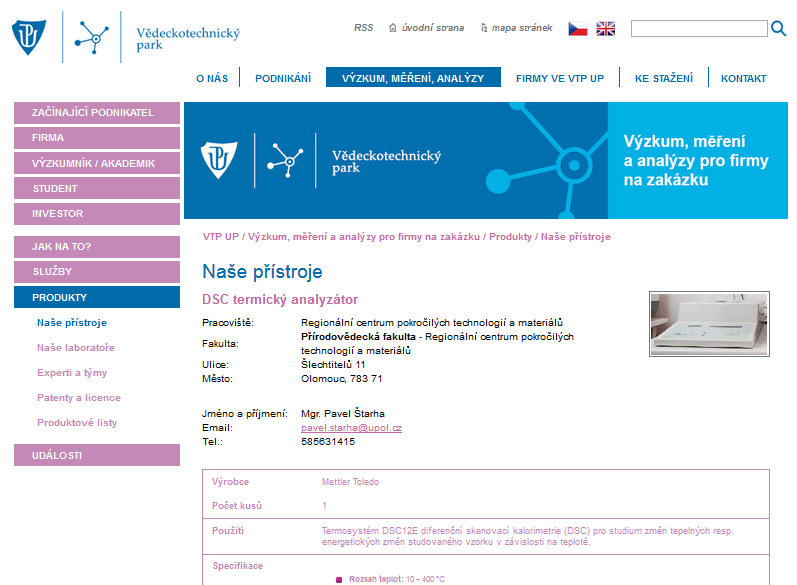 Vědeckotechnický
park
RSS úvodní strana mapa stránek
O NÁS PODNIKÁNÍ VÝZKUM, MĚŘENÍ, ANALÝZY FIRMY VE VTP UP KE STAŽENÍ KONTAKT
ZAČÍNAJÍCÍ PODNIKATEL
FIRMA
VÝZKUMNÍK / AKADEMIK
STUDENT
INVESTOR
JAK NA TO?
SLUŽBY
PRODUKTY
Naše přístroje
Naše laboratoře
Experti a týmy
Patenty a licence
Produktové listy
UDÁLOSTI
Vědeckotechnický
park
Výzkum, měření
a analýzy pro firmy
na zakázku
VTP UP / Výzkum, měření a analýzy pro firmy na zakázku / Produkty / Naše přístroje
Naše přístroje
DSC termický analyzátor
Pracoviště: Regionální centrum pokročilých technologií a materiálů
Fakulta: Přírodovědecká fakulta - Regionální centrum pokročilých
technologií a materiálů
Ulice: Šlechtitelů 11
Město: Olomouc, 783 71
Jméno a příjmení: Mgr. Pavel Štarha
Email: pavel.starha@upol.cz
Tel.: 585631415
Výrobce Mettler Toledo
Počet kusů 1
Použití Termosystém DSC12E diferenční skenovací kalorimetrie (DSC) pro studium změn tepelných resp.
energetických změn studovaného vzorku v závislosti na teplotě.
Specifikace
Rozsah teplot: 10 – 400 °C